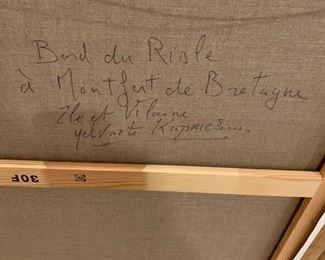 Bord du Risle
à Montfort de Bretagne
Ile et Vilaine
30F